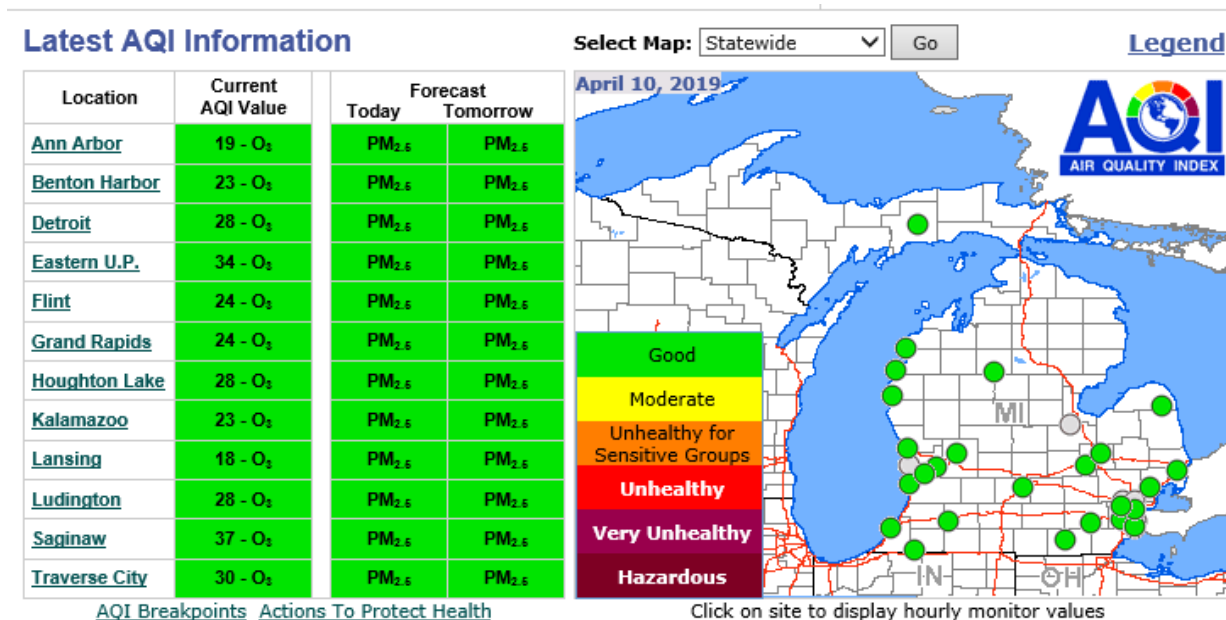 Latest AQI Information
Select Map: Statewide Go Legend
Location Current AQI Value Forecast Today Tomorrow
Ann Arbor 19 - O₃ PM₂.₅ PM₂.₅
Benton Harbor 23 - O₃ PM₂.₅ PM₂.₅
Detroit 28 - O₃ PM₂.₅ PM₂.₅
Eastern U.P. 34 - O₃ PM₂.₅ PM₂.₅
Flint 24 - O₃ PM₂.₅ PM₂.₅
Grand Rapids 24 - O₃ PM₂.₅ PM₂.₅
Houghton Lake 28 - O₃ PM₂.₅ PM₂.₅
Kalamazoo 23 - O₃ PM₂.₅ PM₂.₅
Lansing 18 - O₃ PM₂.₅ PM₂.₅
Ludington 28 - O₃ PM₂.₅ PM₂.₅
Saginaw 37 - O₃ PM₂.₅ PM₂.₅
Traverse City 30 - O₃ PM₂.₅ PM₂.₅
AQI Breakpoints Actions To Protect Health
April 10, 2019
AQI
AIR QUALITY INDEX
Good
Moderate
Unhealthy for
Sensitive Groups
Unhealthy
Very Unhealthy
Hazardous
MI
IN
OH
Click on site to display hourly monitor values